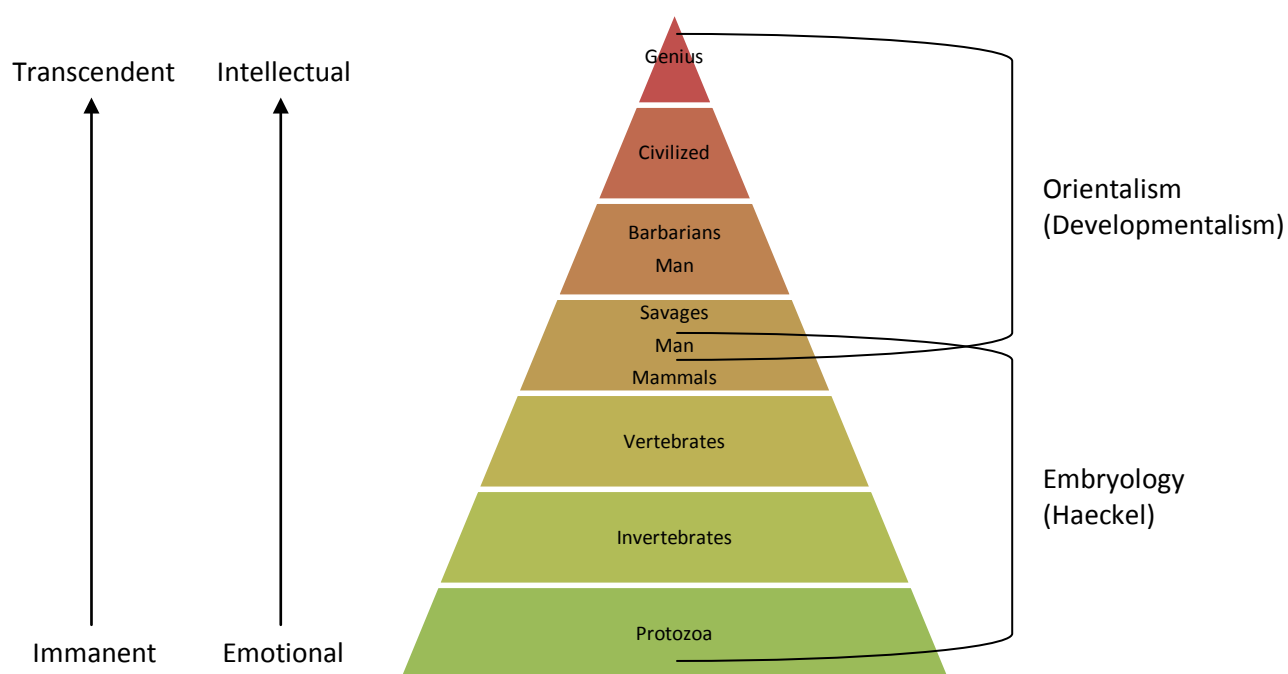 Genius
Transcendent
Intellectual
Civilized
Orientalism
(Developmentalism)
Barbarians
Man
Savages
Man
Mammals
Vertebrates
Embryology
(Haeckel)
Invertebrates
Protozoa
Immanent
Emotional